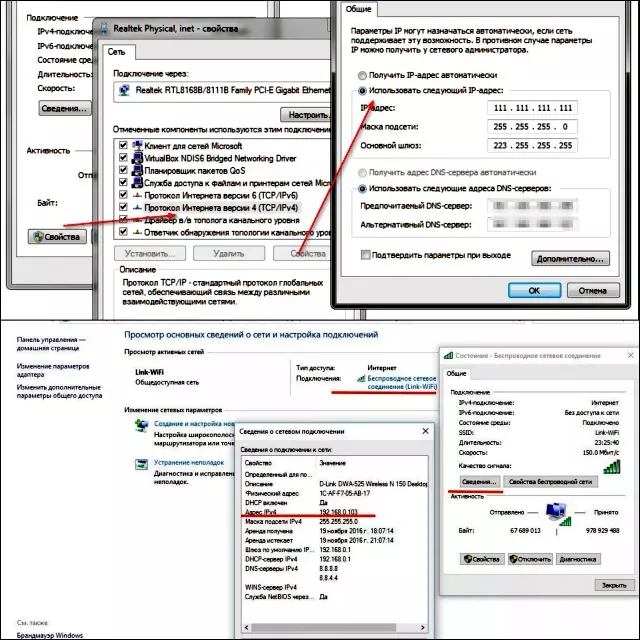 Подключение
IPv4-подключ
IPv6-подключ
Состояние сре
Длительность:
Скорость:
Сведения...
Активность
От
Байт:
Свойства
Realtek Physical, inet - свойства
Сеть
Подключение через:
Realtek RTL8168B/8111B Family PCI-E Gigabit Ethernet
Настроить
Отмеченные компоненты используются этим подключение
Клиент для сетей Microsoft
VirtualBox NDIS6 Bridged Networking Driver
Планировщик пакетов QoS
Служба доступа к файлам и принтерам сетей Micr
Протокол Интернета версии 6 (TCP/IPv6)
Протокол Интернета версии 4 (TCP/IPv4)
Драйвер в/в тополога канального уровня
Ответчик обнаружения топологии канального уров
Установить...
Удалить
Свойства
Описание
Протокол TCP/IP - стандартный протокол глобальных
сетей, обеспечивающий связь между различными
взаимодействующими сетями.
Общие
Параметры IP могут назначаться автоматически, если сеть
поддерживает эту возможность. В противном случае параметры
IP можно получить у сетевого администратора.
Получить IP-адрес автоматически
Использовать следующий IP-адрес:
IP-адрес:
111 . 111 . 111 . 111
Маска подсети:
255 . 255 . 255 . 0
Основной шлюз:
223 . 255 . 255 . 255
Получить адрес DNS-сервера автоматически
Использовать следующие адреса DNS-серверов:
Предпочитаемый DNS-сервер:
Альтернативный DNS-сервер:
Подтвердить параметры при выходе
Дополнительно...
ОК
Отмена
Панель управления -
домашняя страница
Изменение параметров
адаптера
Изменить дополнительные
параметры общего доступа
См. также
Брандмауэр Windows
Просмотр основных сведений о сети и настройка подключений
Просмотр активных сетей
Link-WiFi
Общедоступная сеть
Тип доступа: Интернет
Подключения: Беспроводное сетевое
соединение (Link-WiFi)
Изменение сетевых параметров
Создание и настройка нов
Настройка широкополосн
маршрутизатора или точ
Устранение неполадок
Диагностика и исправлен
неполадок.
Сведения о сетевом подключении
Сведения о подключении к сети:
Свойство Значение
Определенный для по...
Описание D-Link DWA-525 Wireless N 150 Desktop
Физический адрес 1C-AF-F7-05-AB-17
DHCP включен Да
Адрес IPv4 192.168.0.103
Маска подсети IPv4 255.255.255.0
Аренда получена 19 ноября 2016 г. 18:07:14
Аренда истекает 19 ноября 2016 г. 21:07:14
Шлюз по умолчанию IP... 192.168.0.1
DHCP-сервер IPv4 192.168.0.1
DNS-серверы IPv4 8.8.8.8
8.8.4.4
WINS-сервер IPv4
Служба NetBIOS через... Да
Состояние - Беспроводное сетевое соединение
Общие
Подключение
IPv4-подключение: Интернет
IPv6-подключение: Без доступа к сети
Состояние среды: Подключено
SSID: Link-WiFi
Длительность: 23:25:40
Скорость: 150.0 Мбит/с
Качество сигнала:
Сведения...
Свойства беспроводной сети
Активность
Отправлено
Принято
Байт: 67 689 013
978 929 488
Свойства
Отключить
Диагностика
Закрыть